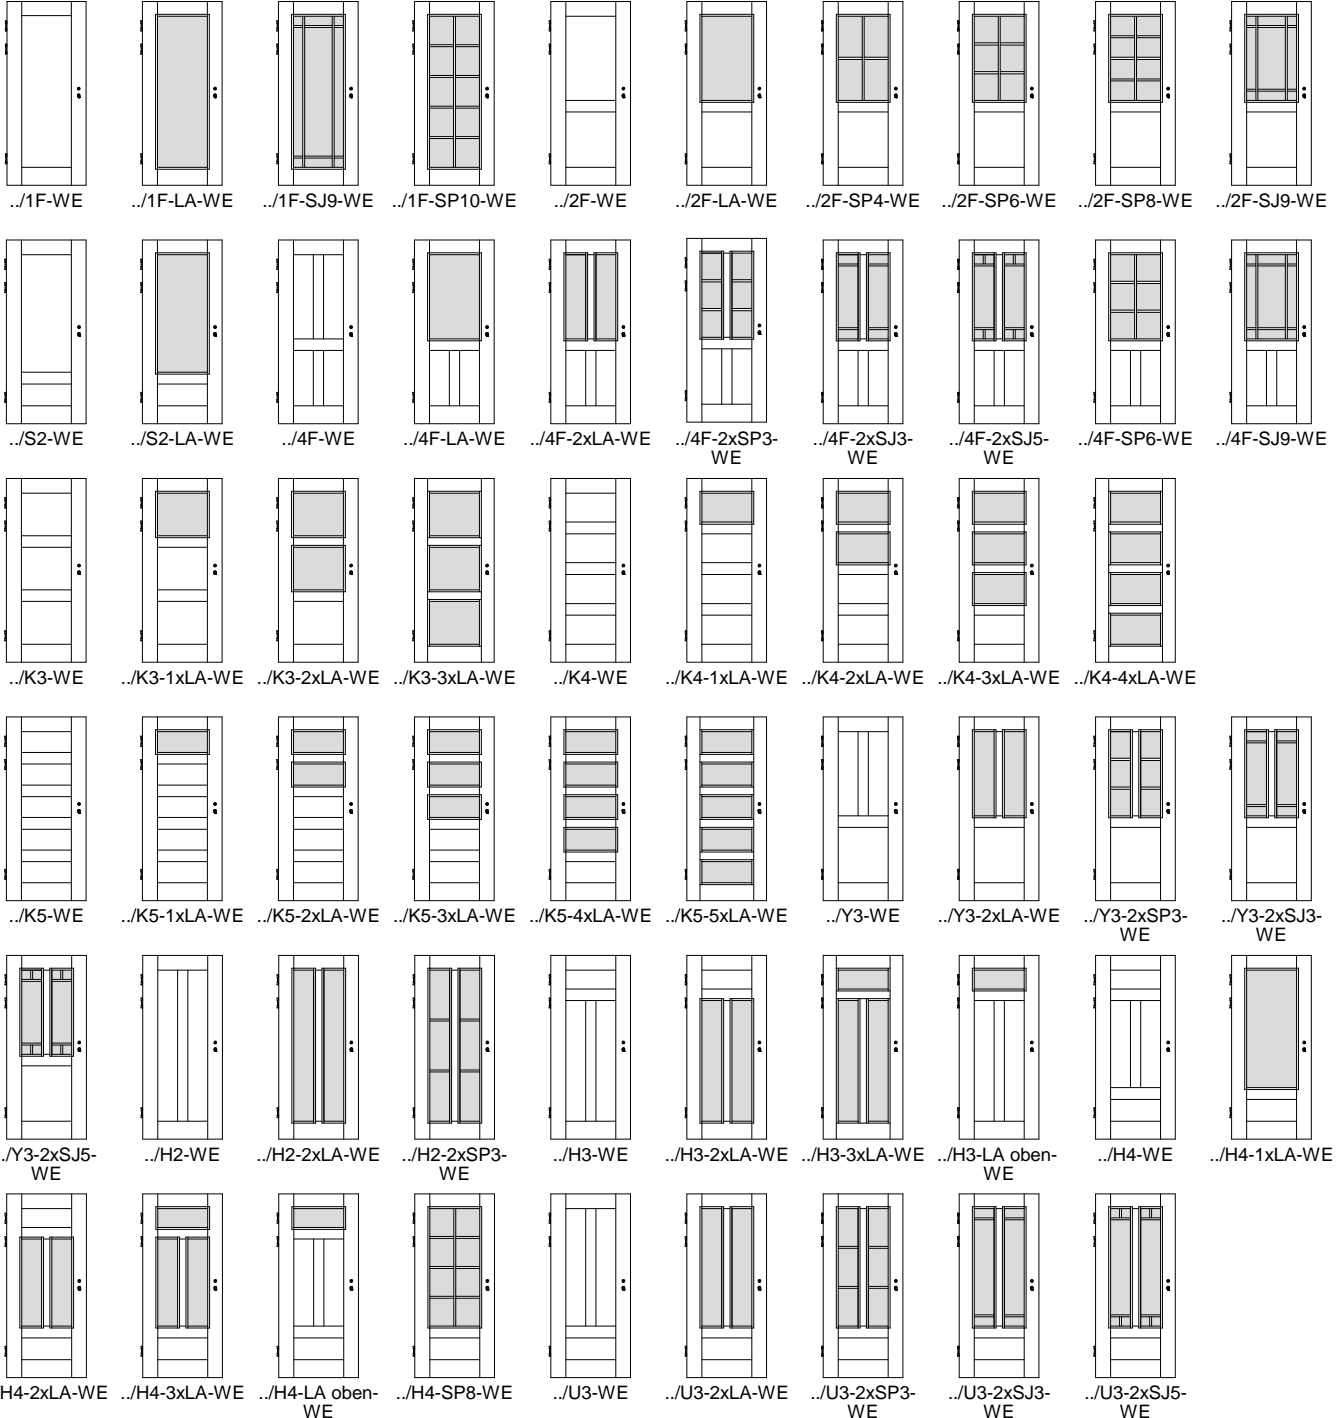 ../1F-WE ../1F-LA-WE ../1F-SJ9-WE ../1F-SP10-WE ../2F-WE ../2F-LA-WE ../2F-SP4-WE ../2F-SP6-WE ../2F-SP8-WE ../2F-SJ9-WE
../S2-WE ../S2-LA-WE ../4F-WE ../4F-LA-WE ../4F-2xLA-WE ../4F-2xSP3- ../4F-2xSJ3- ../4F-2xSJ5- ../4F-SP6-WE ../4F-SJ9-WE
WE WE WE
../K3-WE ../K3-1xLA-WE ../K3-2xLA-WE ../K3-3xLA-WE ../K4-WE ../K4-1xLA-WE ../K4-2xLA-WE ../K4-3xLA-WE ../K4-4xLA-WE
../K5-WE ../K5-1xLA-WE ../K5-2xLA-WE ../K5-3xLA-WE ../K5-4xLA-WE ../K5-5xLA-WE ../Y3-WE ../Y3-2xLA-WE ../Y3-2xSP3- ../Y3-2xSJ3-
WE WE
./Y3-2xSJ5- ../H2-WE ../H2-2xLA-WE ../H2-2xSP3- ../H3-WE ../H3-2xLA-WE ../H3-3xLA-WE ../H3-LA oben- ../H4-WE ../H4-1xLA-WE
WE WE WE
H4-2xLA-WE ../H4-3xLA-WE ../H4-LA oben- ../H4-SP8-WE ../U3-WE ../U3-2xLA-WE ../U3-2xSP3- ../U3-2xSJ3- ../U3-2xSJ5-
WE WE WE WE